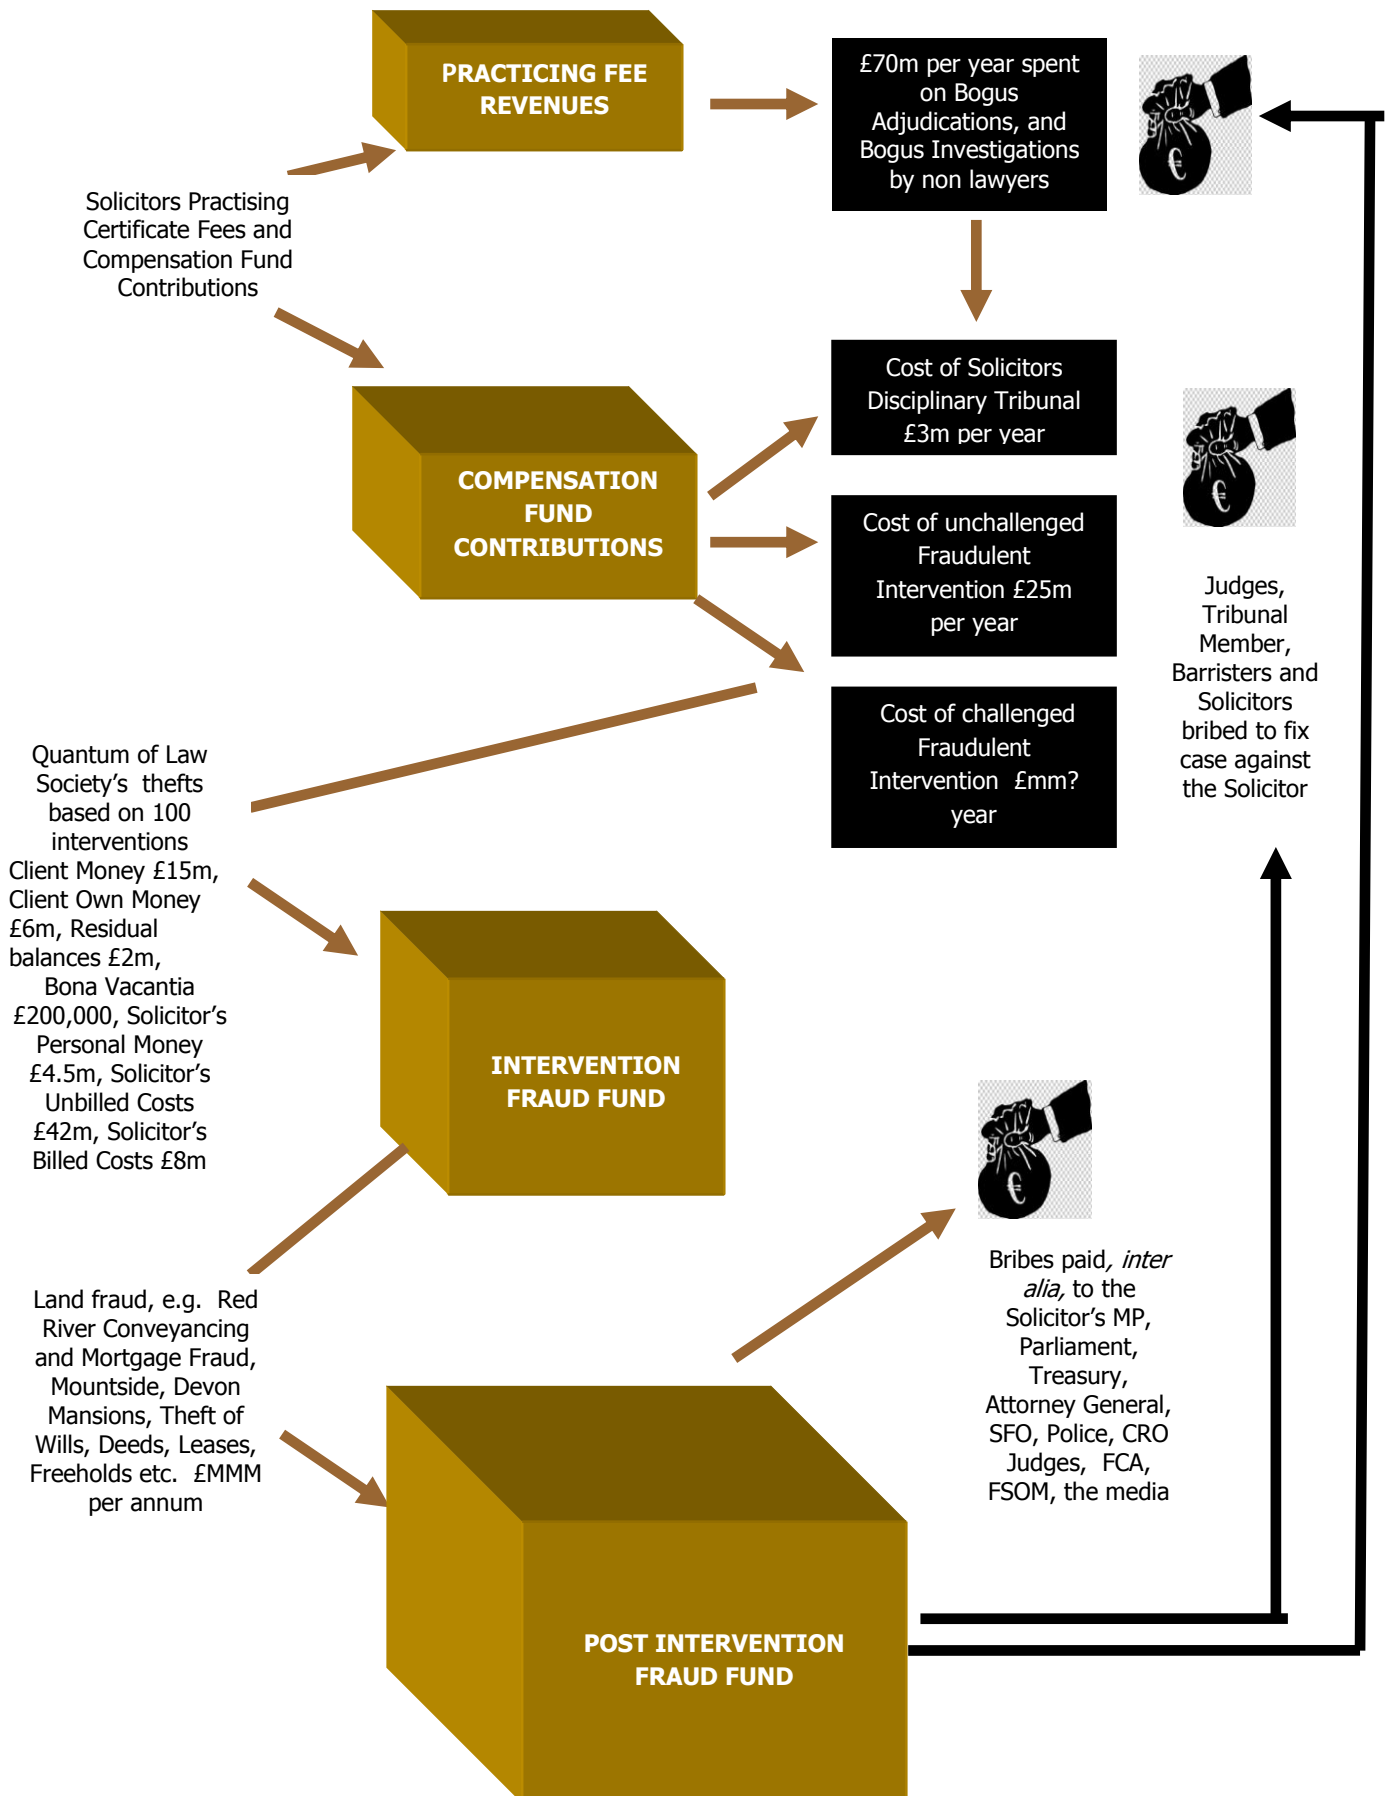 PRACTICING FEE
REVENUES
£70m per year spent
on Bogus
Adjudications, and
Bogus Investigations
by non lawyers
€
Solicitors Practising
Certificate Fees and
Compensation Fund
Contributions
Cost of Solicitors
Disciplinary Tribunal
£3m per year
€
COMPENSATION
FUND
CONTRIBUTIONS
Cost of unchallenged
Fraudulent
Intervention £25m
per year
Judges,
Tribunal
Member,
Barristers and
Solicitors
bribed to fix
case against
the Solicitor
Cost of challenged
Fraudulent
Intervention £mm?
year
Quantum of Law
Society’s thefts
based on 100
interventions
Client Money £15m,
Client Own Money
£6m, Residual
balances £2m,
Bona Vacantia
£200,000, Solicitor’s
Personal Money
£4.5m, Solicitor’s
Unbilled Costs
£42m, Solicitor’s
Billed Costs £8m
INTERVENTION
FRAUD FUND
€
Bribes paid, inter
alia, to the
Solicitor’s MP,
Parliament,
Treasury,
Attorney General,
SFO, Police, CRO
Judges, FCA,
FSOM, the media
Land fraud, e.g. Red
River Conveyancing
and Mortgage Fraud,
Mountside, Devon
Mansions, Theft of
Wills, Deeds, Leases,
Freeholds etc. £MMM
per annum
POST INTERVENTION
FRAUD FUND